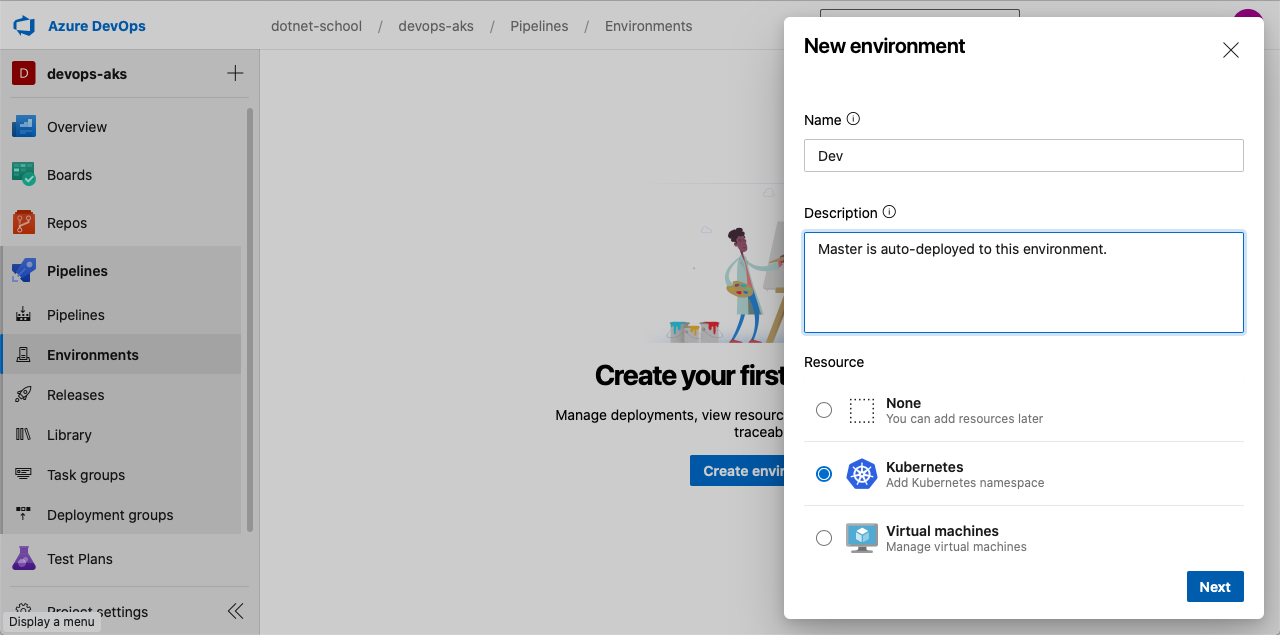 Azure DevOps
dotnet-school / devops-aks / Pipelines / Environments
D devops-aks
Overview
Boards
Repos
Pipelines
Pipelines
Environments
Releases
Library
Task groups
Deployment groups
Test Plans
Project settings
Display a menu
Create your first
Manage deployments, view resourc
traceab
Create envir
New environment
Name
Dev
Description
Master is auto-deployed to this environment.
Resource
None
You can add resources later
Kubernetes
Add Kubernetes namespace
Virtual machines
Manage virtual machines
Next